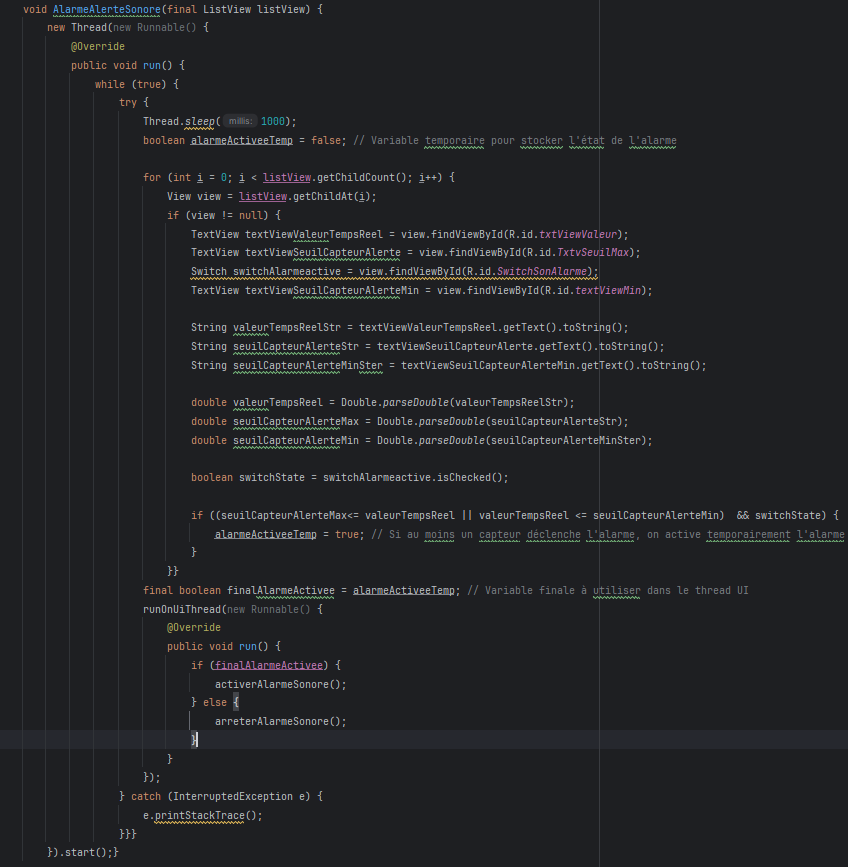 void AlarmeAlerteSonore(final ListView listView) {
new Thread(new Runnable() {
@Override
public void run() {
while (true) {
try {
Thread.sleep( millis: 1000);
boolean alarmeActiveeTemp = false; // Variable temporaire pour stocker l'état de l'alarme
for (int i = 0; i < listView.getChildCount(); i++) {
View view = listView.getChildAt(i);
if (view != null) {
TextView textViewValeurTempsReel = view.findViewById(R.id.txtViewValeur);
TextView textViewSeuilCapteurAlerte = view.findViewById(R.id.TxtvSeuilMax);
Switch switchAlarmeactive = view.findViewById(R.id.SwitchSonAlarme);
TextView textViewSeuilCapteurAlerteMin = view.findViewById(R.id.textViewMin);
String valeurTempsReelStr = textViewValeurTempsReel.getText().toString();
String seuilCapteurAlerteStr = textViewSeuilCapteurAlerte.getText().toString();
String seuilCapteurAlerteMinSter = textViewSeuilCapteurAlerteMin.getText().toString();
double valeurTempsReel = Double.parseDouble(valeurTempsReelStr);
double seuilCapteurAlerteMax = Double.parseDouble(seuilCapteurAlerteStr);
double seuilCapteurAlerteMin = Double.parseDouble(seuilCapteurAlerteMinSter);
boolean switchState = switchAlarmeactive.isChecked();
if ((seuilCapteurAlerteMax<= valeurTempsReel || valeurTempsReel <= seuilCapteurAlerteMin)  && switchState) {
alarmeActiveeTemp = true; // Si au moins un capteur déclenche l'alarme, on active temporairement l'alarme
}
}}
final boolean finalAlarmeActivee = alarmeActiveeTemp; // Variable finale à utiliser dans le thread UI
runOnUiThread(new Runnable() {
@Override
public void run() {
if (finalAlarmeActivee) {
activerAlarmeSonore();
} else {
arreterAlarmeSonore();
}
}
});
} catch (InterruptedException e) {
e.printStackTrace();
}}}
}).start();}